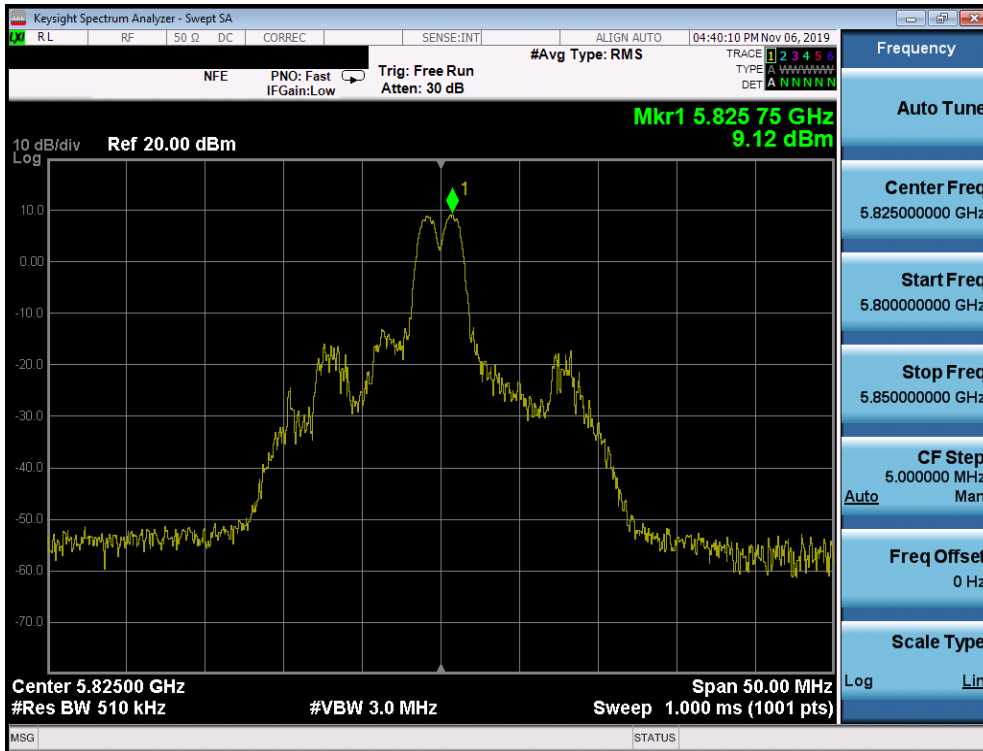 Keysight Spectrum Analyzer - Swept SA
LXI RL RF 50 Ω DC CORREC SENSE:INT ALIGN AUTO 04:40:10 PM Nov 06, 2019
#Avg Type: RMS
TRACE 1 2 3 4 5 6
TYPE A WWWWW
DET A N N N N N
NFE
PNO: Fast
IFGain:Low
Trig: Free Run
Atten: 30 dB
Mkr1 5.825 75 GHz
9.12 dBm
10 dB/div
Log
Ref 20.00 dBm
1
10.0
0.00
-10.0
-20.0
-30.0
-40.0
-50.0
-60.0
-70.0
Center 5.82500 GHz
Span 50.00 MHz
#Res BW 510 kHz
#VBW 3.0 MHz
Sweep 1.000 ms (1001 pts)
MSG
STATUS
Frequency
Auto Tune
Center Freq
5.825000000 GHz
Start Freq
5.800000000 GHz
Stop Freq
5.850000000 GHz
CF Step
5.000000 MHz
Auto Man
Freq Offset
0 Hz
Scale Type
Log Lin